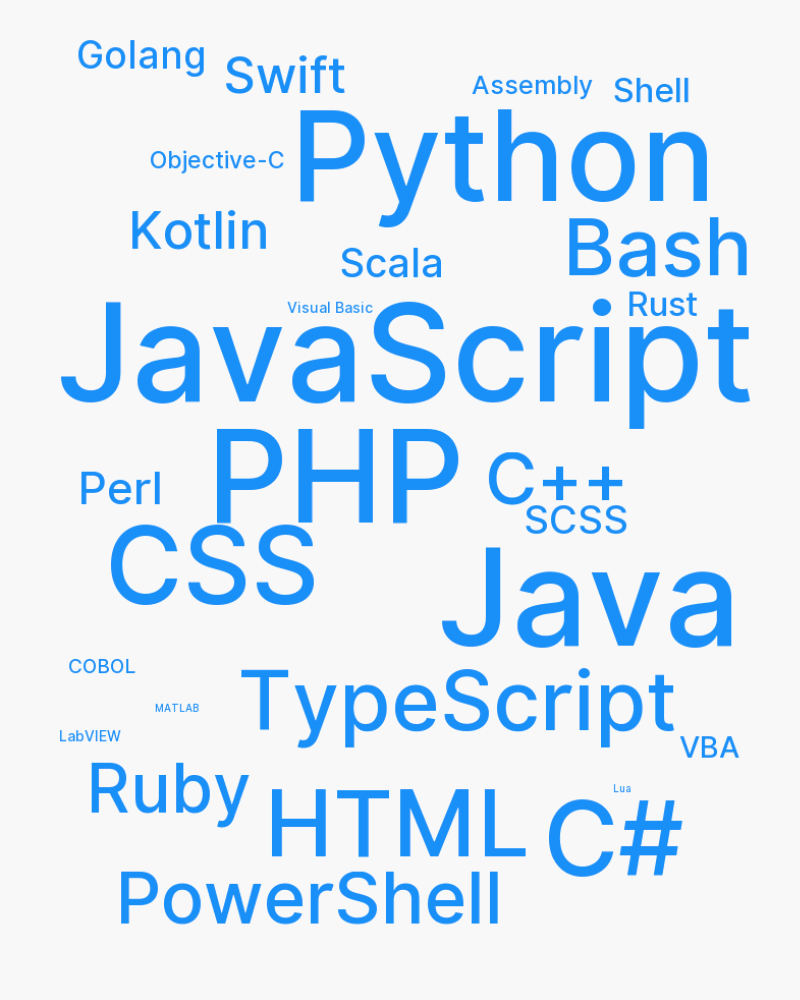 Golang
Swift
Assembly
Shell
Python
Objective-C
Kotlin
Bash
Scala
Visual Basic
Rust
JavaScript
PHP
C++
Perl
SCSS
CSS
Java
COBOL
TypeScript
MATLAB
LabVIEW
VBA
Ruby
Lua
HTML
C#
PowerShell